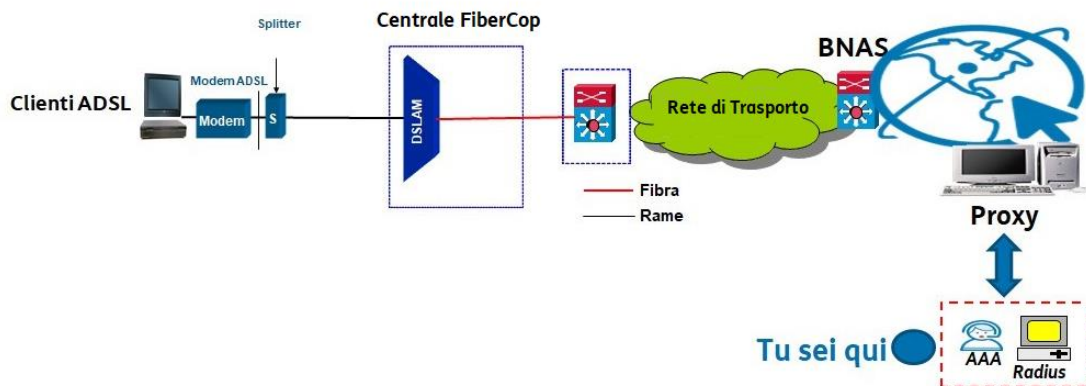 Splitter
Centrale FiberCop
BNAS
Modem ADSL
Clienti ADSL
Modem
S
DSLAM
Rete di Trasporto
Fibra
Rame
Proxy
Tu sei qui
AAA
Radius